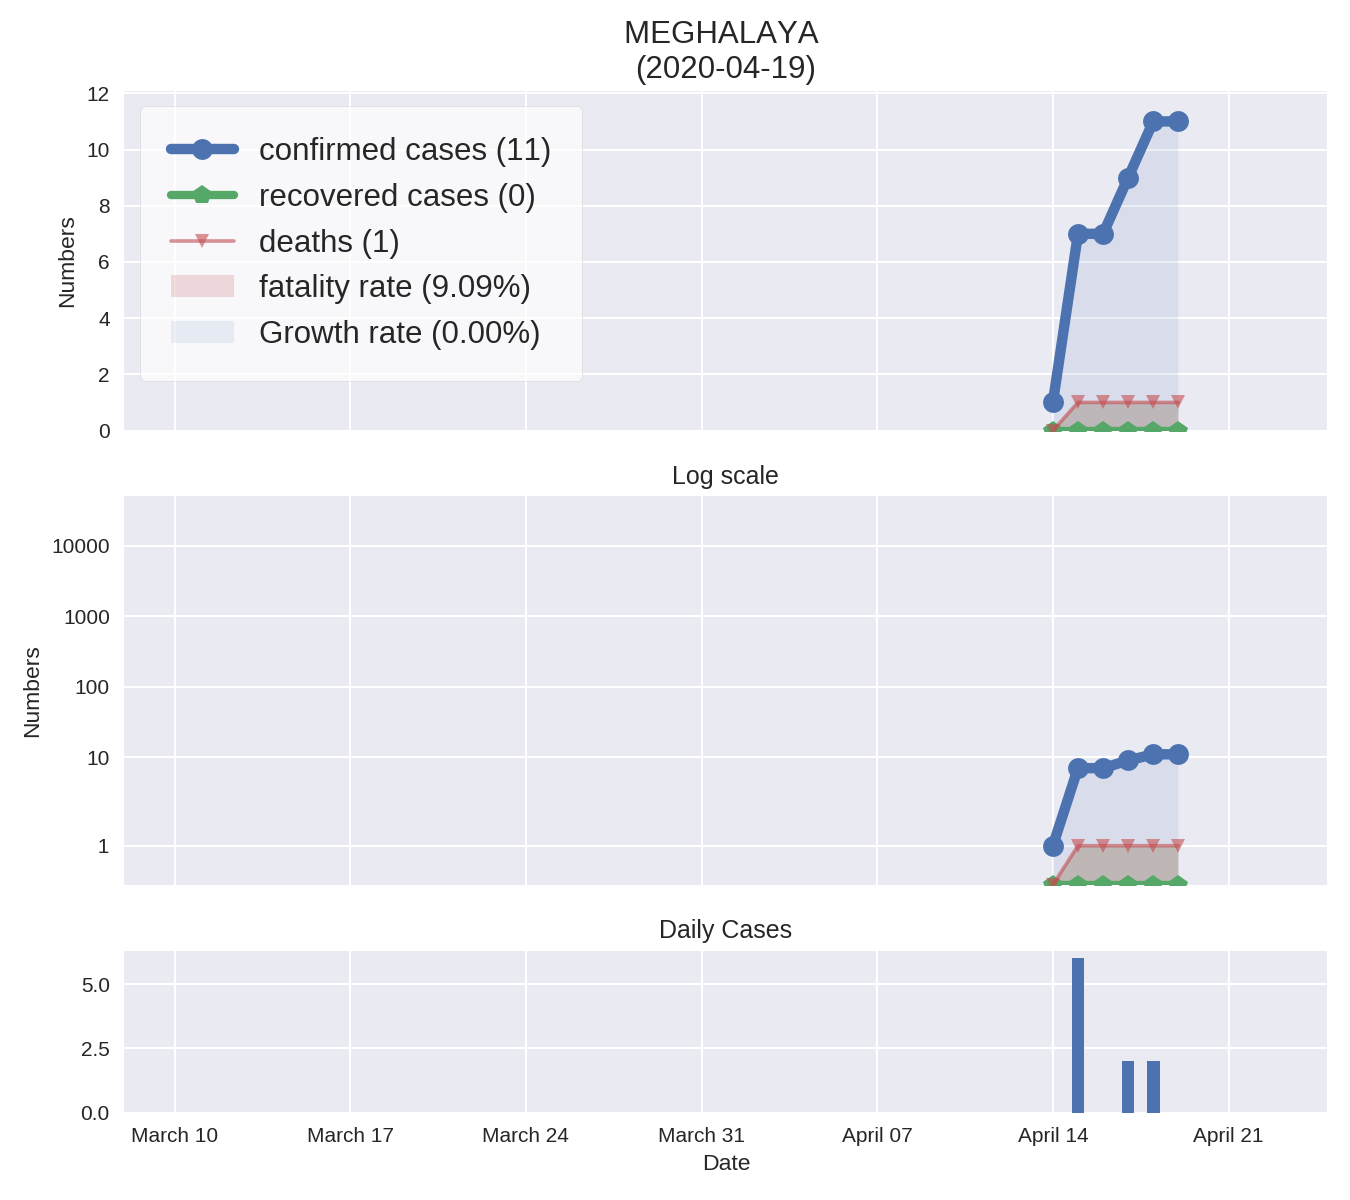 MEGHALAYA
(2020-04-19)
12
10
8
6
4
2
0
Numbers
confirmed cases (11)
recovered cases (0)
deaths (1)
fatality rate (9.09%)
Growth rate (0.00%)
Log scale
10000
1000
100
10
1
Numbers
Daily Cases
5.0
2.5
0.0
March 10 March 17 March 24 March 31 April 07 April 14 April 21
Date